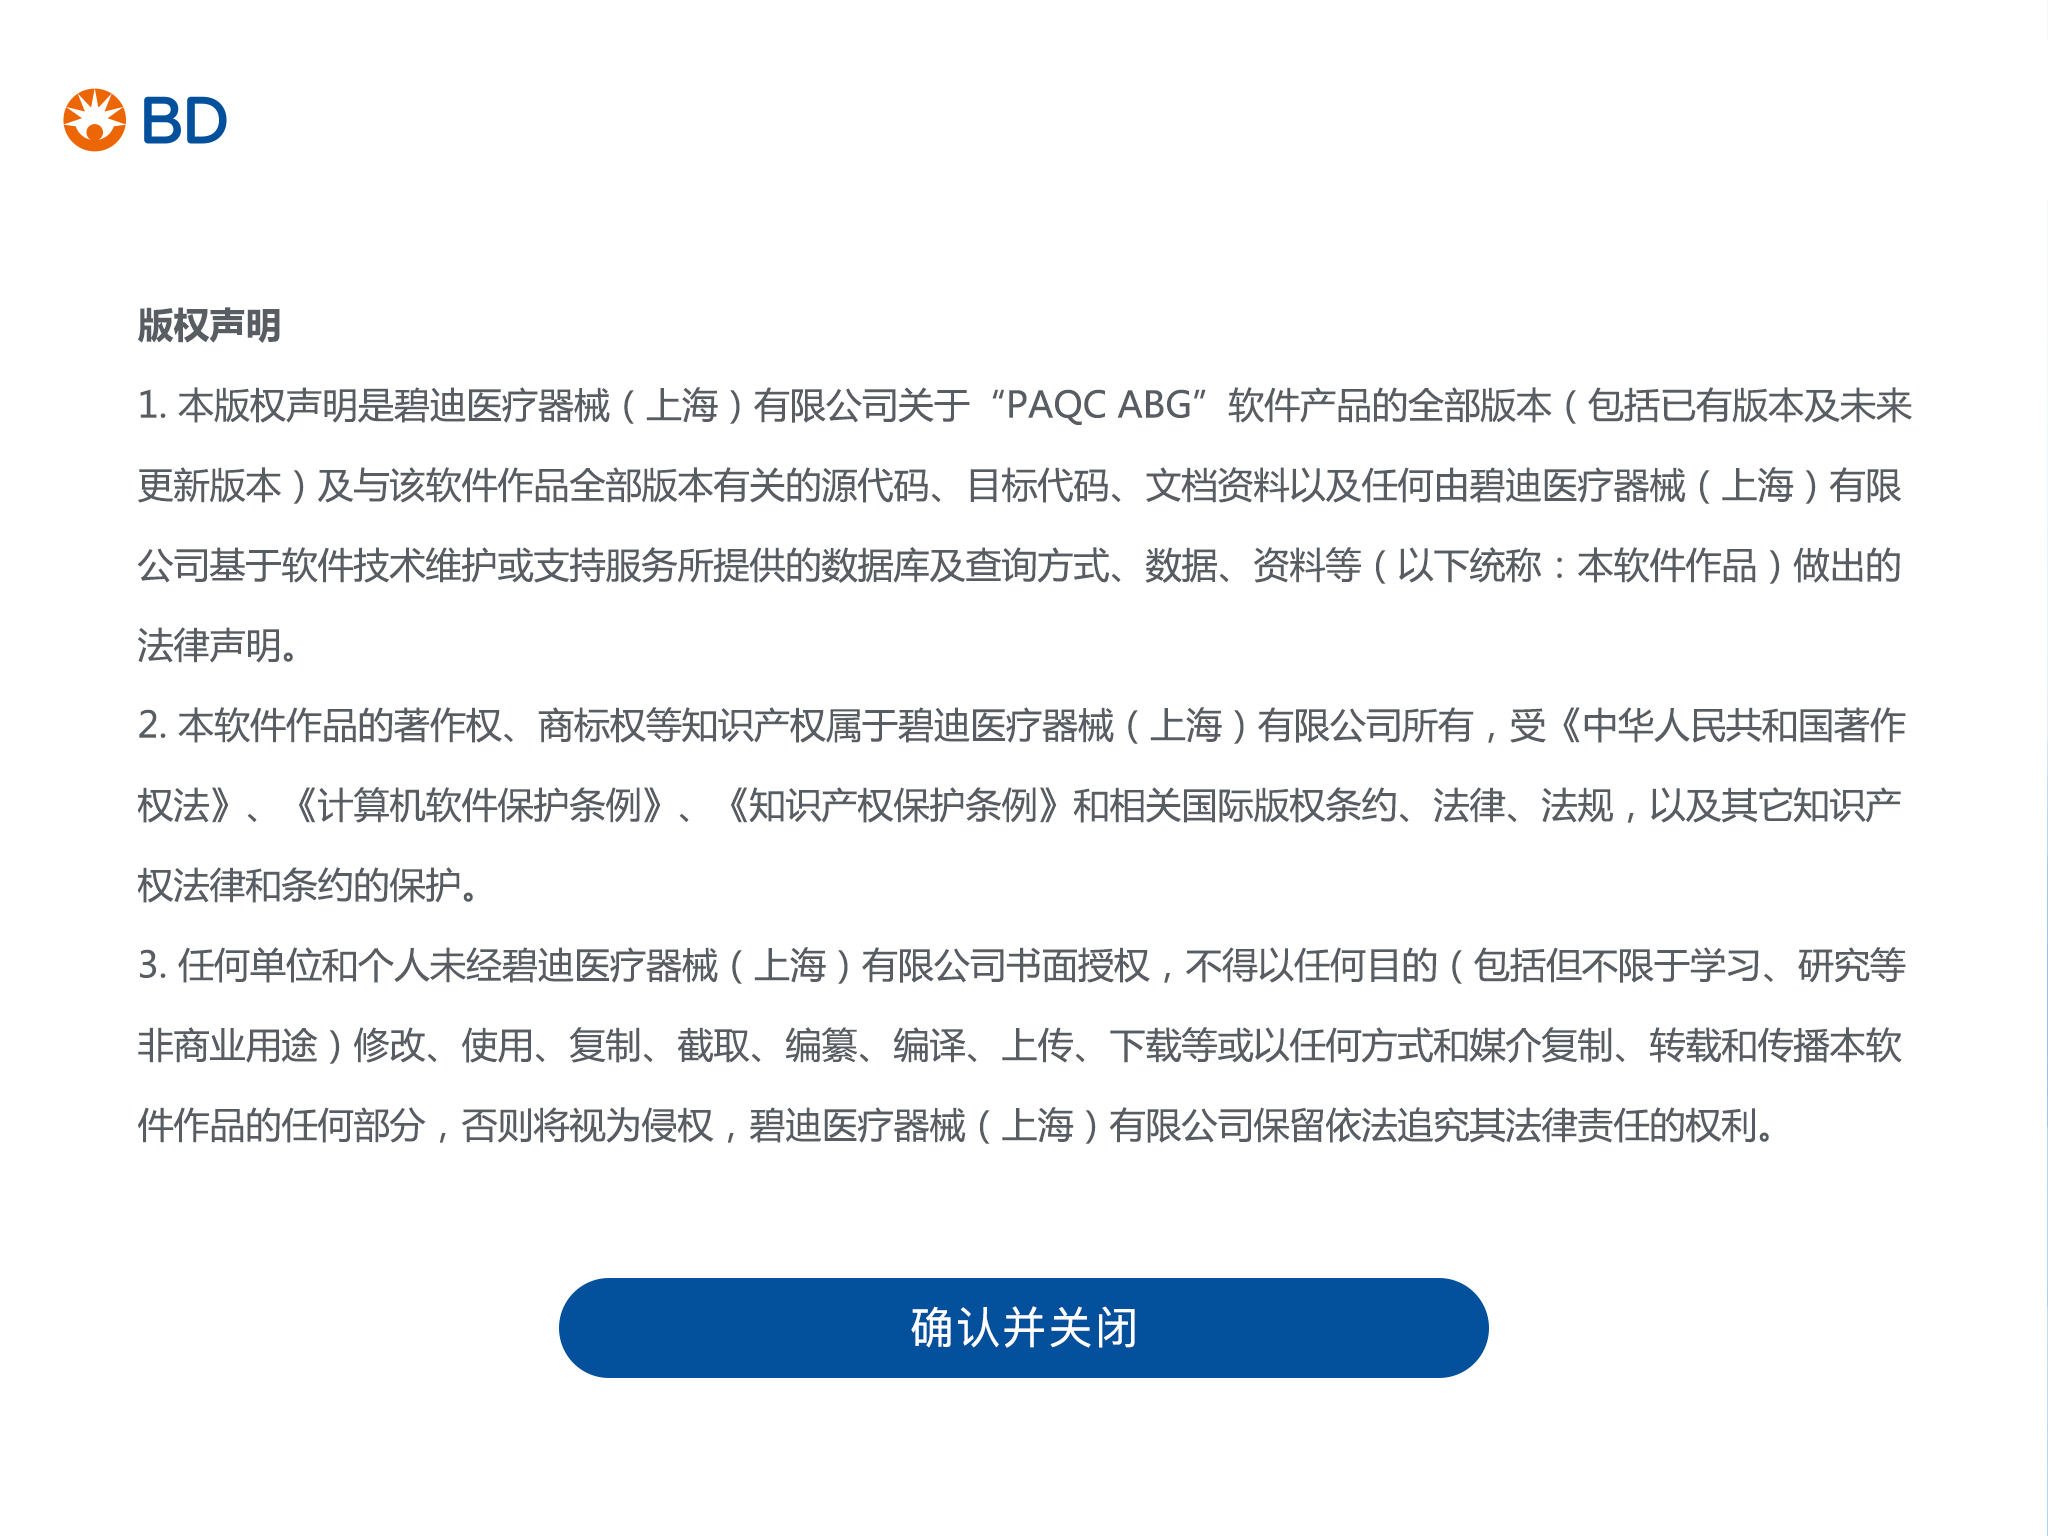 BD
版权声明
1. 本版权声明是碧迪医疗器械（上海）有限公司关于“PAQC ABG”软件产品的全部版本（包括已有版本及未来
更新版本）及与该软件作品全部版本有关的源代码、目标代码、文档资料以及任何由碧迪医疗器械（上海）有限
公司基于软件技术维护或支持服务所提供的数据库及查询方式、数据、资料等（以下统称：本软件作品）做出的
法律声明。
2. 本软件作品的著作权、商标权等知识产权属于碧迪医疗器械（上海）有限公司所有，受《中华人民共和国著作
权法》、《计算机软件保护条例》、《知识产权保护条例》和相关国际版权条约、法律、法规，以及其它知识产
权法律和条约的保护。
3. 任何单位和个人未经碧迪医疗器械（上海）有限公司书面授权，不得以任何目的（包括但不限于学习、研究等
非商业用途）修改、使用、复制、截取、编纂、编译、上传、下载等或以任何方式和媒介复制、转载和传播本软
件作品的任何部分，否则将视为侵权，碧迪医疗器械（上海）有限公司保留依法追究其法律责任的权利。
确认并关闭